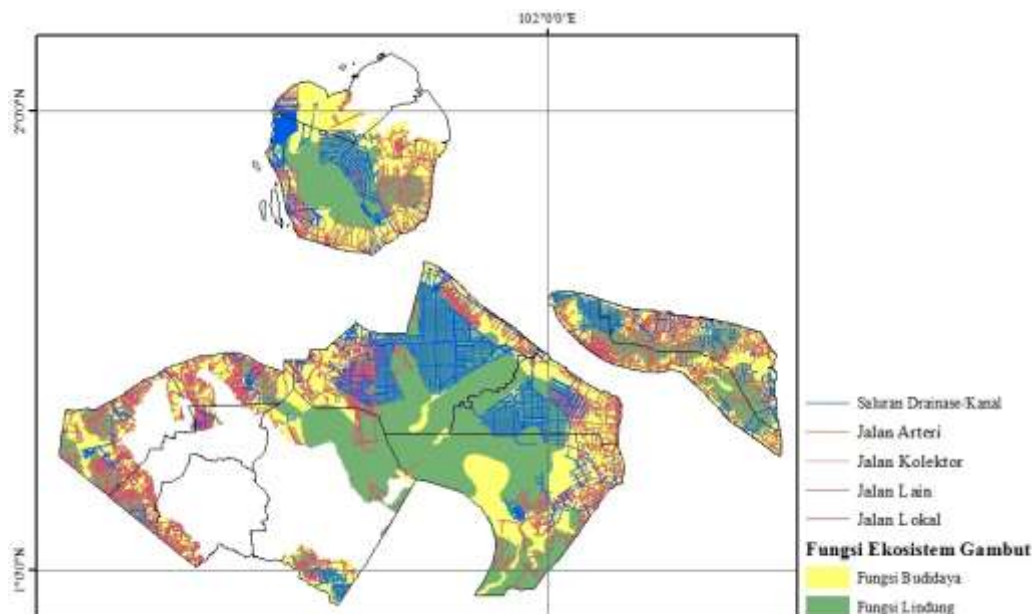 102°0'0"E
2°0'0"N
1°0'0"N
Saluran Drainase/Kanal
Jalan Arteri
Jalan Kolektor
Jalan Lain
Jalan Lokal
Fungsi Ekosistem Gambut
Fungsi Budidaya
Fungsi Lindung